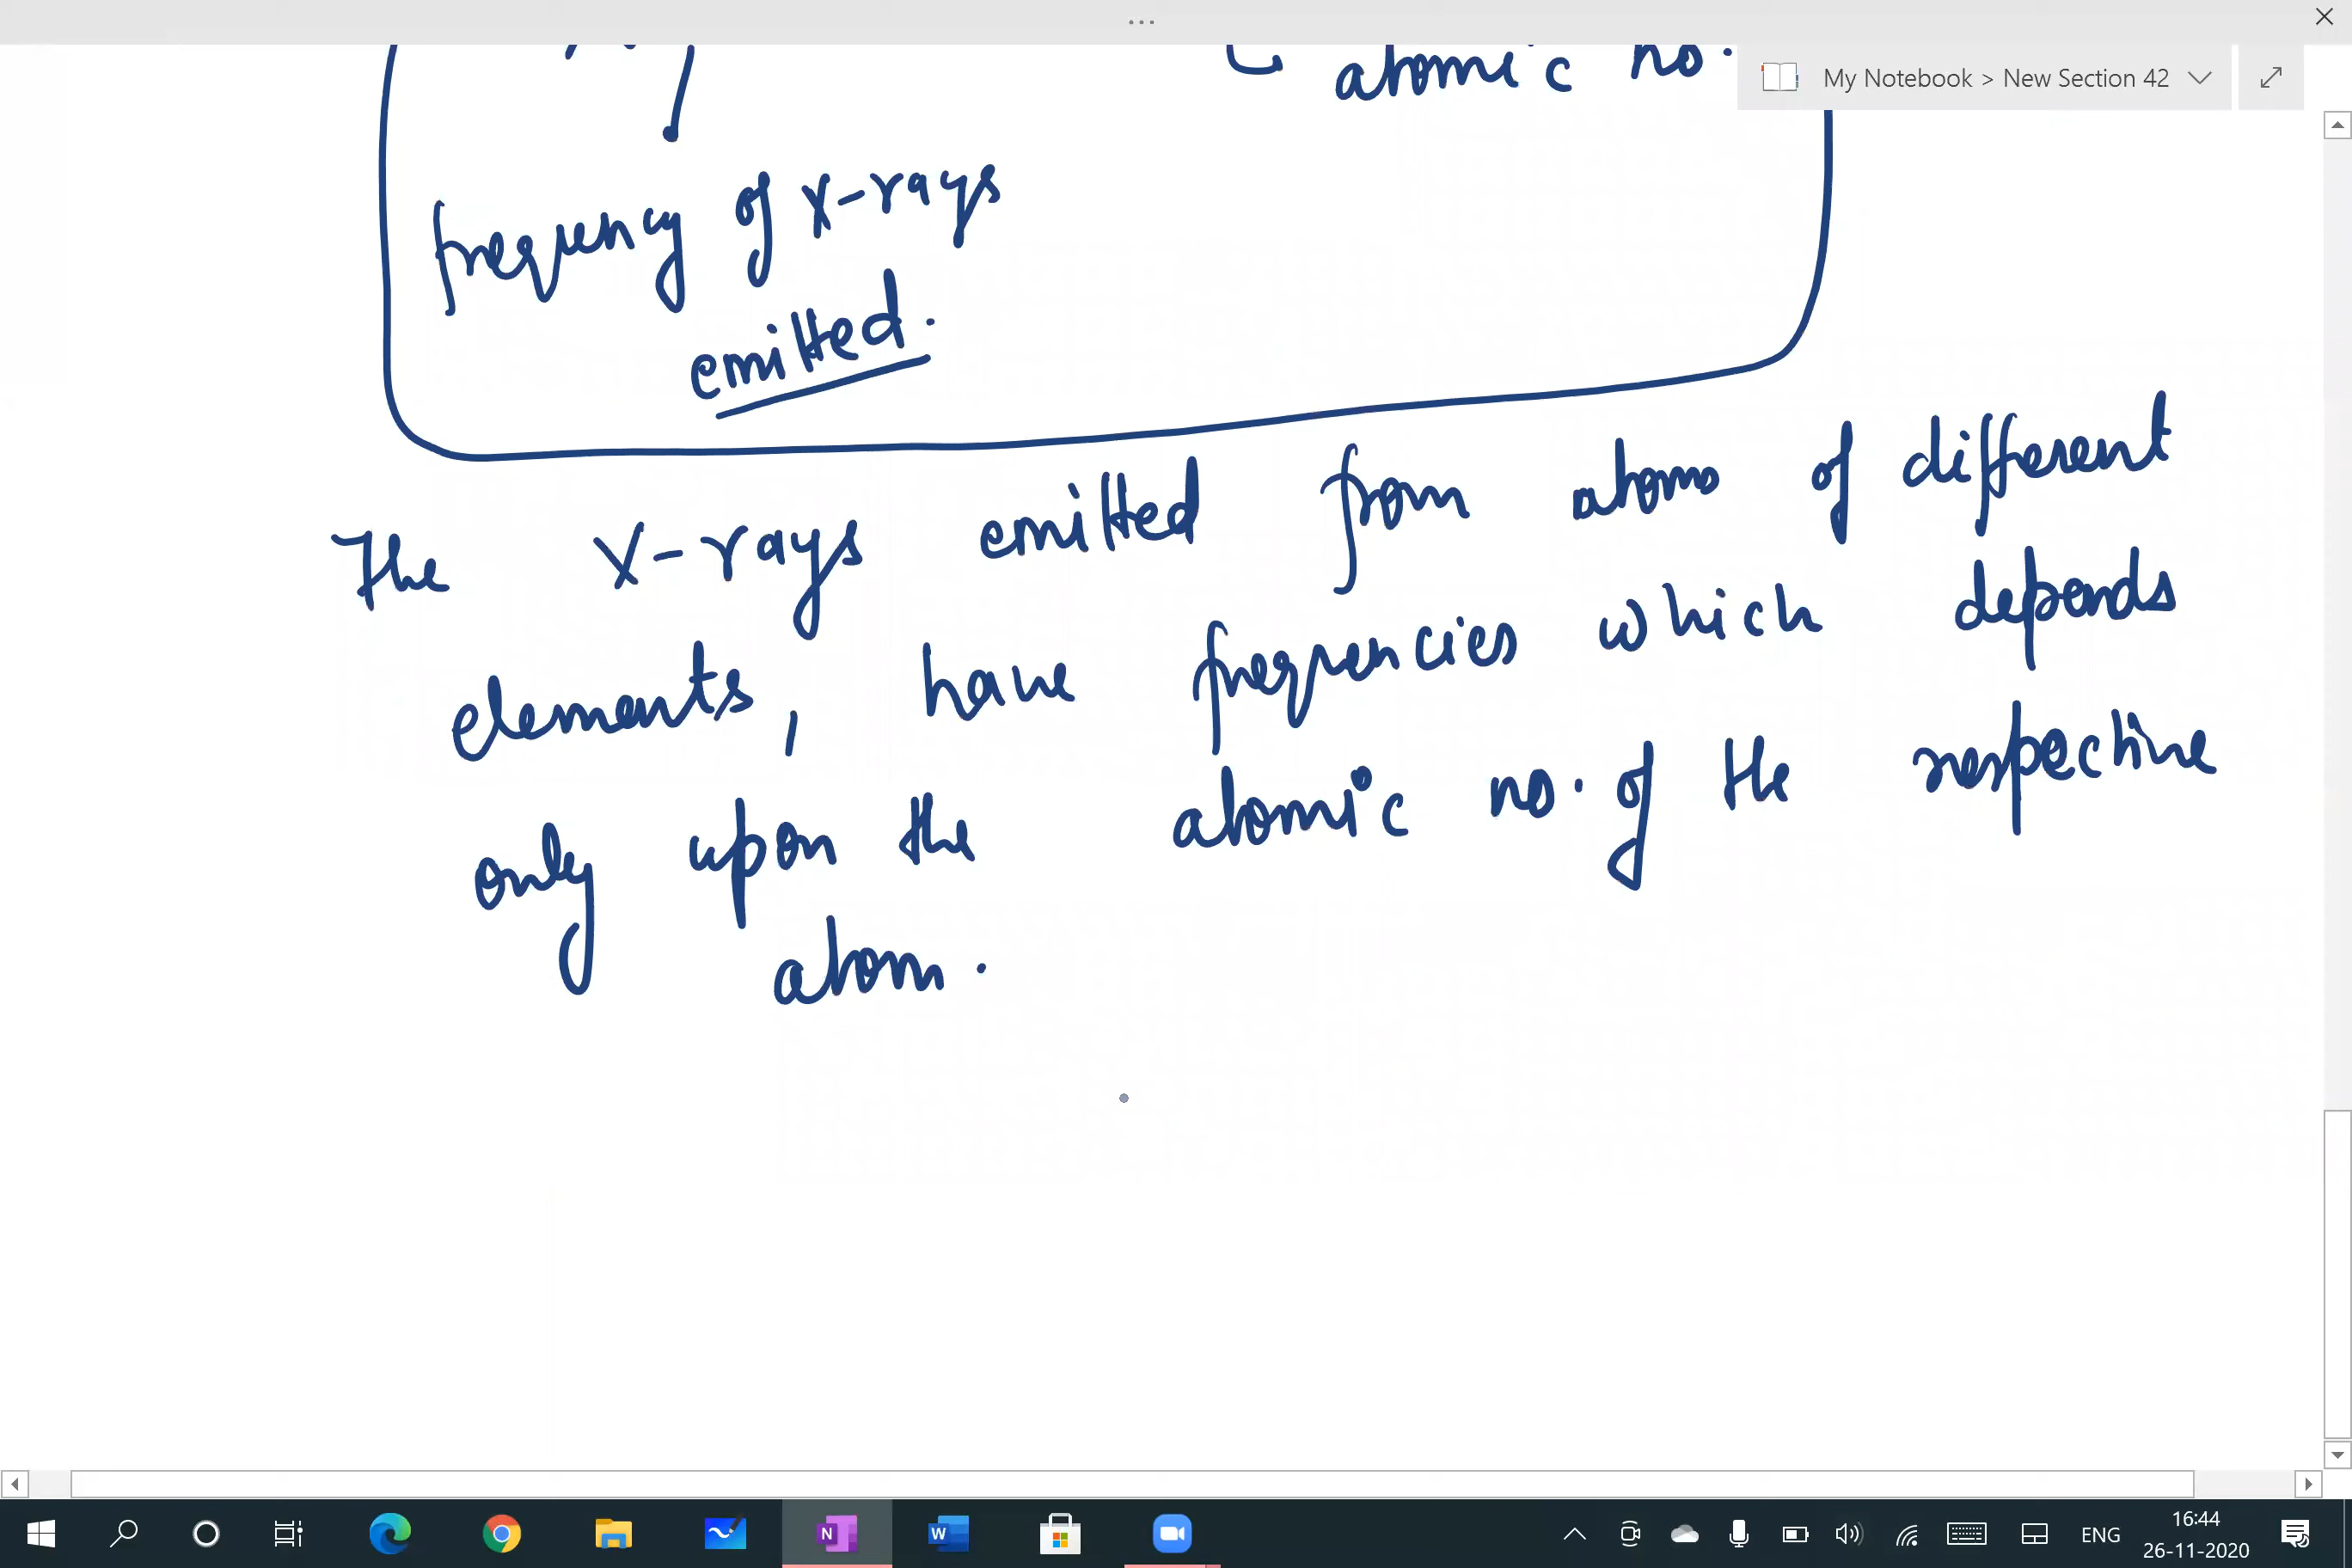 atomic no.
My Notebook > New Section 42
frequency of X-rays
emitted.
The X-rays emitted from atoms of different
elements, have frequencies which depends
only upon the atomic no. of the respective
atom.
ENG
16:44
26-11-2020